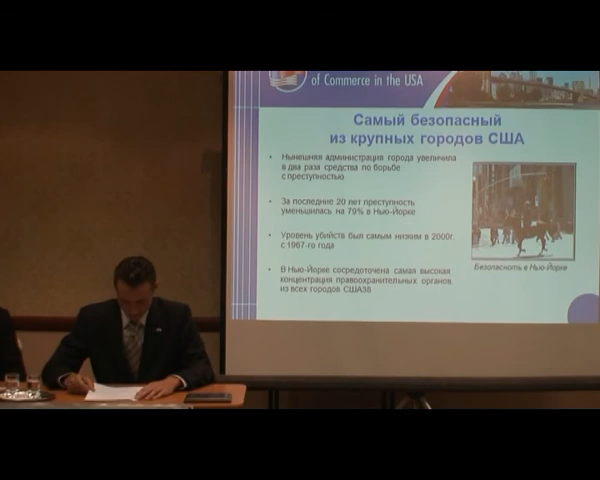 of Commerce in the USA
Самый безопасный
из крупных городов США
• Нынешняя администрация города увеличила
в два раза средства по борьбе
с преступностью
• За последние 20 лет преступность
уменьшилась на 79% в Нью-Йорке
• Уровень убийств был самым низким в 2000г.
с 1967-го года
• В Нью-Йорке сосредоточена самая высокая
концентрация правоохранительных органов
из всех городов США38
Безопасноть в Нью-Йорке